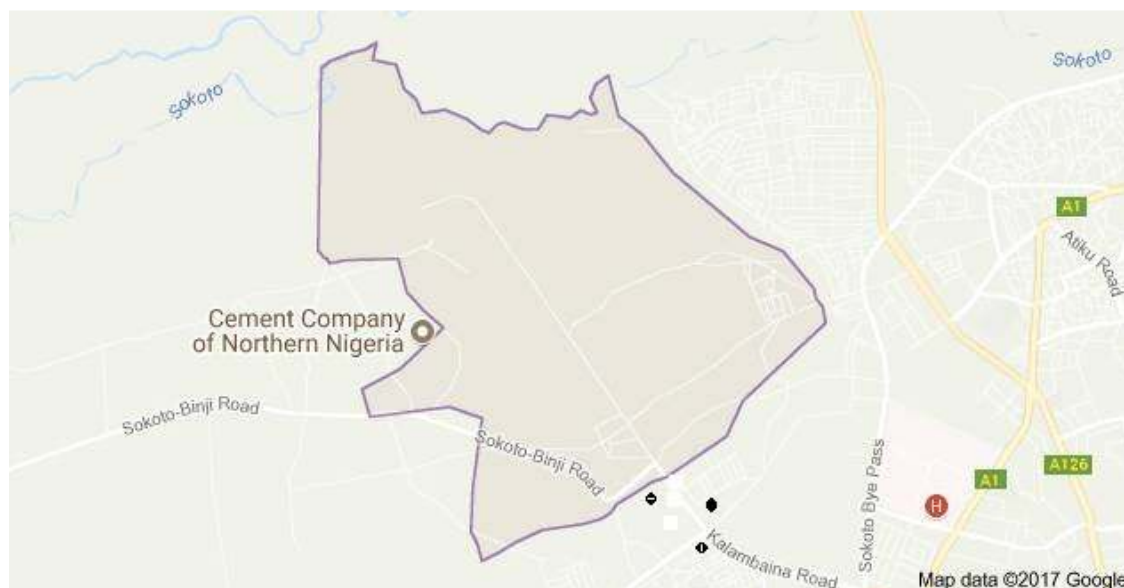 Sokoto
Sokoto
A1
Atiku Road
Cement Company
of Northern Nigeria
Sokoto-Binji Road
Sokoto-Binji Road
Sokoto Bye Pass
A126
A1
H
Kalambaina Road
Map data ©2017 Google